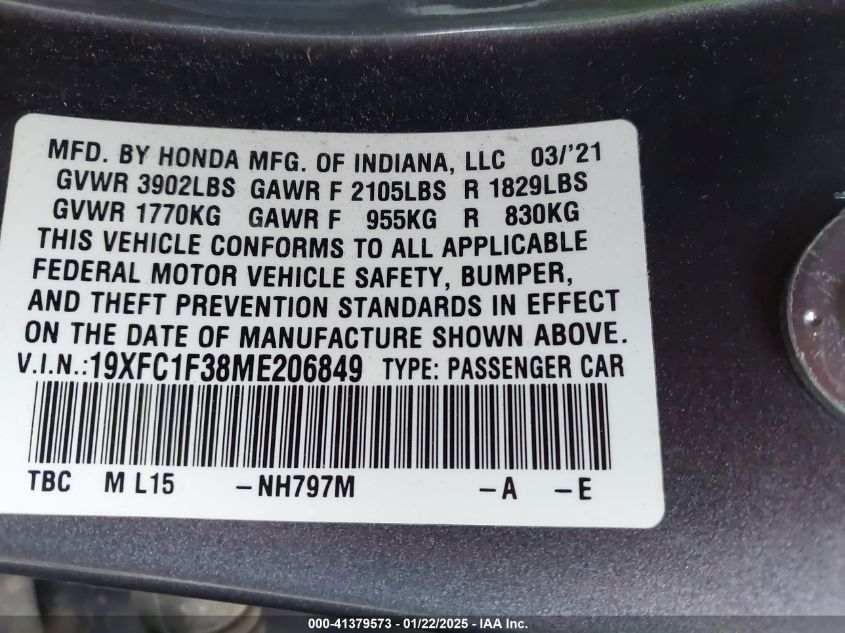 MFD. BY HONDA MFG. OF INDIANA, LLC 03/'21
GVWR 3902LBS GAWR F 2105LBS R 1829LBS
GVWR 1770KG GAWR F 955KG R 830KG
THIS VEHICLE CONFORMS TO ALL APPLICABLE
FEDERAL MOTOR VEHICLE SAFETY, BUMPER,
AND THEFT PREVENTION STANDARDS IN EFFECT
ON THE DATE OF MANUFACTURE SHOWN ABOVE.
V.I.N.:19XFC1F38ME206849 TYPE: PASSENGER CAR
TBC M L15 -NH797M -A -E
000-41379573 - 01/22/2025 - IAA Inc.